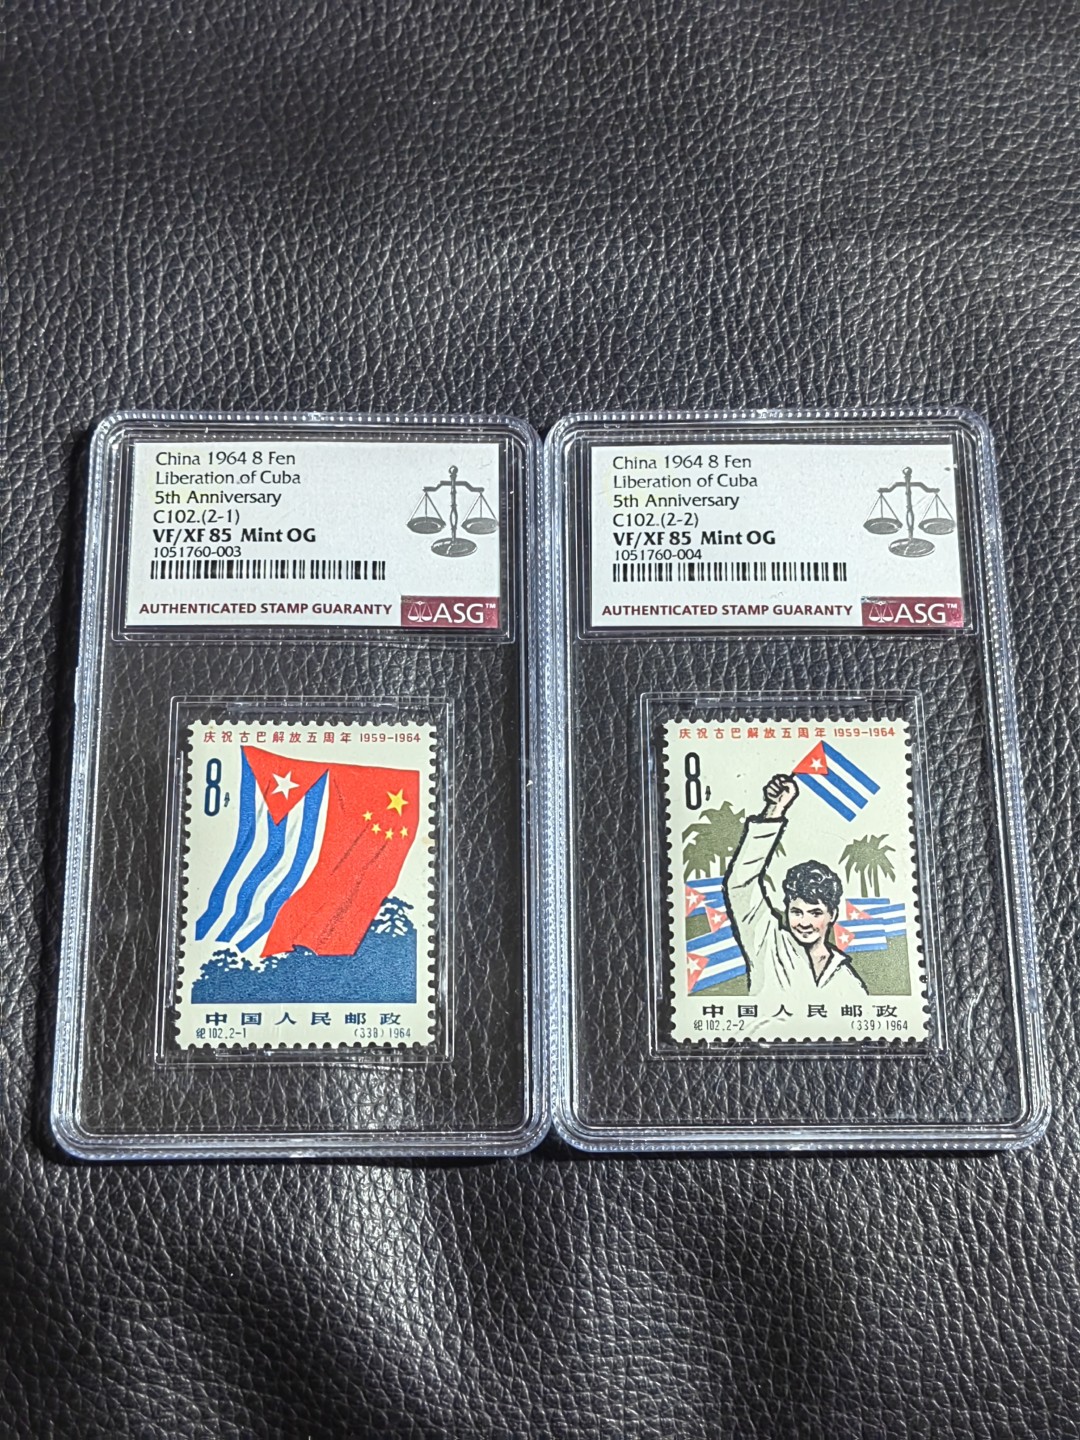 China 1964 8 Fen
Liberation of Cuba
5th Anniversary
C102.(2-1)
VF/XF 85 Mint OG
1051760-003
AUTHENTICATED STAMP GUARANTY
ASG™
庆祝古巴解放五周年 1959-1964
8分
中国人民邮政
纪102.2-1 (338) 1964
China 1964 8 Fen
Liberation of Cuba
5th Anniversary
C102.(2-2)
VF/XF 85 Mint OG
1051760-004
AUTHENTICATED STAMP GUARANTY
ASG™
庆祝古巴解放五周年 1959-1964
8分
中国人民邮政
纪102.2-2 (339) 1964